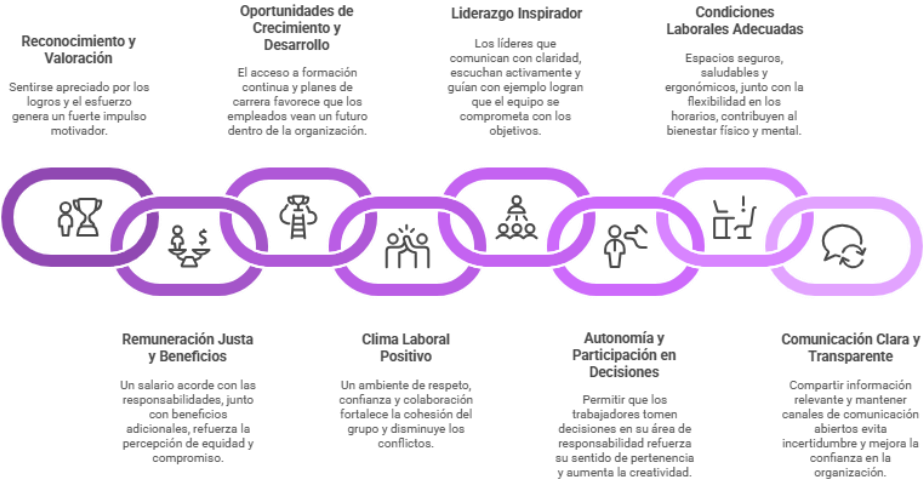 Reconocimiento y
Valoración
Sentirse apreciado por los
logros y el esfuerzo
genera un fuerte impulso
motivador.
Remuneración Justa
y Beneficios
Un salario acorde con las
responsabilidades, junto
con beneficios
adicionales, refuerza la
percepción de equidad y
compromiso.
Oportunidades de
Crecimiento y
Desarrollo
El acceso a formación
continua y planes de
carrera favorece que los
empleados vean un futuro
dentro de la organización.
Clima Laboral
Positivo
Un ambiente de respeto,
confianza y colaboración
fortalece la cohesión del
grupo y disminuye los
conflictos.
Liderazgo Inspirador
Los líderes que
comunican con claridad,
escuchan activamente y
guían con ejemplo logran
que el equipo se
comprometa con los
objetivos.
Autonomía y
Participación en
Decisiones
Permitir que los
trabajadores tomen
decisiones en su área de
responsabilidad refuerza
su sentido de pertenencia
y aumenta la creatividad.
Condiciones
Laborales Adecuadas
Espacios seguros,
saludables y
ergonómicos, junto con la
flexibilidad en los
horarios, contribuyen al
bienestar físico y mental.
Comunicación Clara y
Transparente
Compartir información
relevante y mantener
canales de comunicación
abiertos evita
incertidumbre y mejora la
confianza en la
organización.